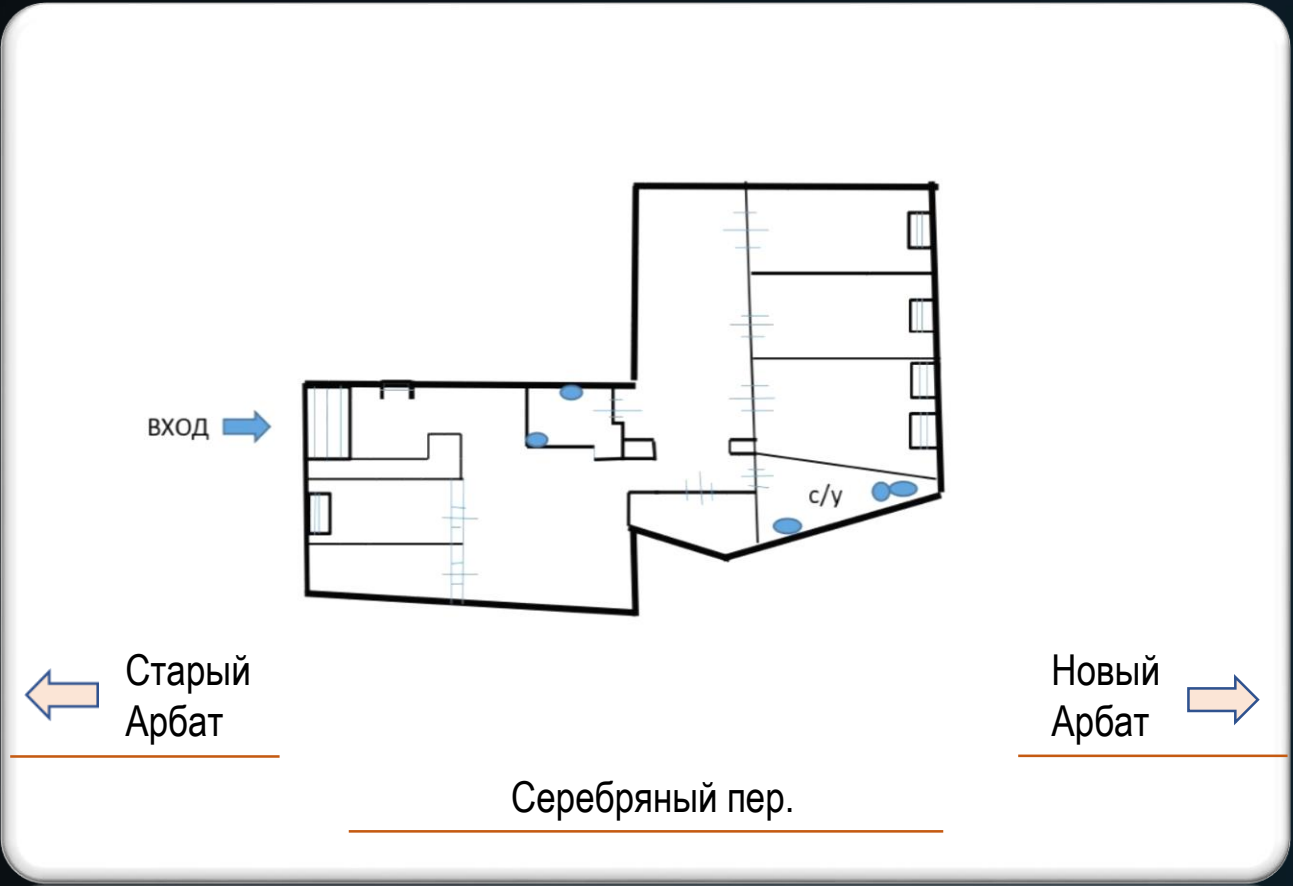 ВХОД
с/у
Старый
Арбат
Новый
Арбат
Серебряный пер.